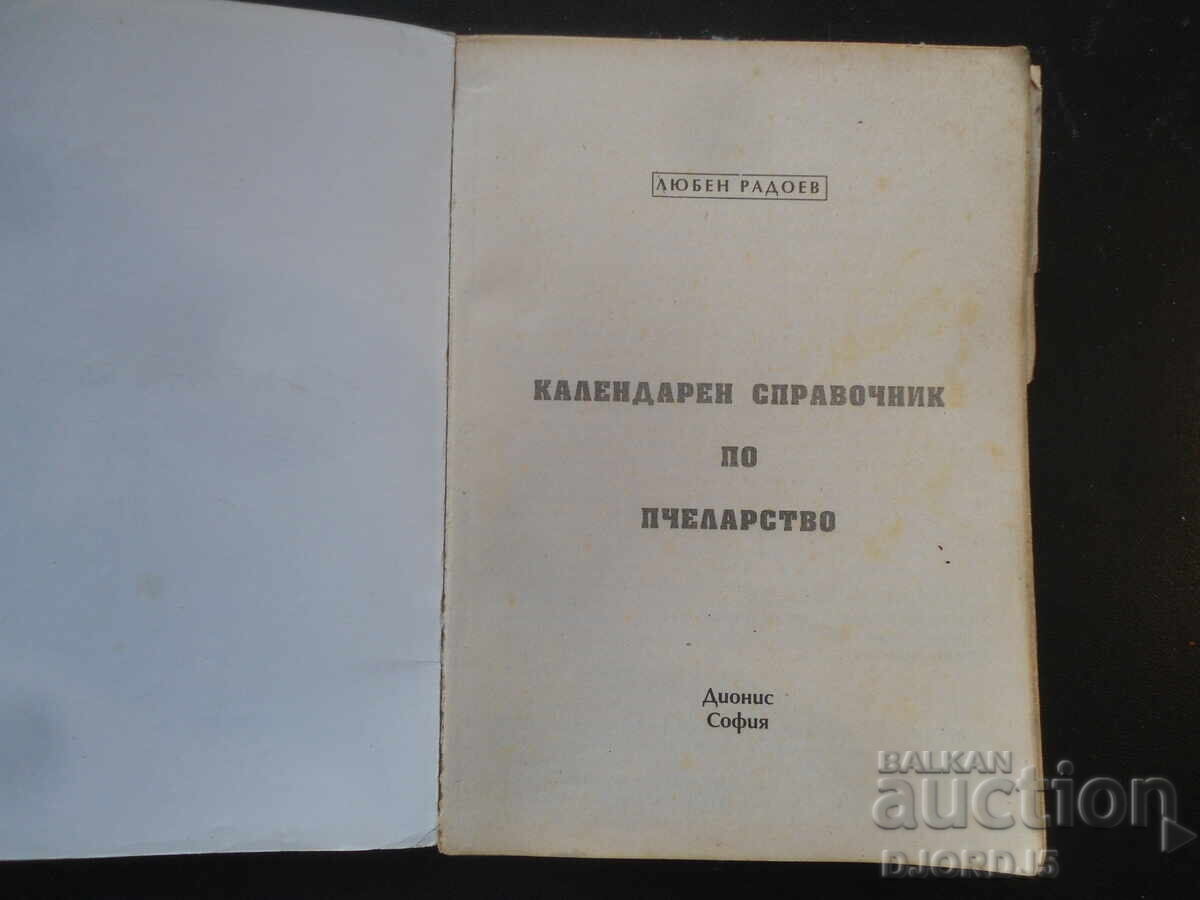 ЛЮБЕН РАДОЕВ
КАЛЕНДАРЕН СПРАВОЧНИК
ПО
ПЧЕЛАРСТВО
Дионис
София
BALKAN
auction
DJORDJ5